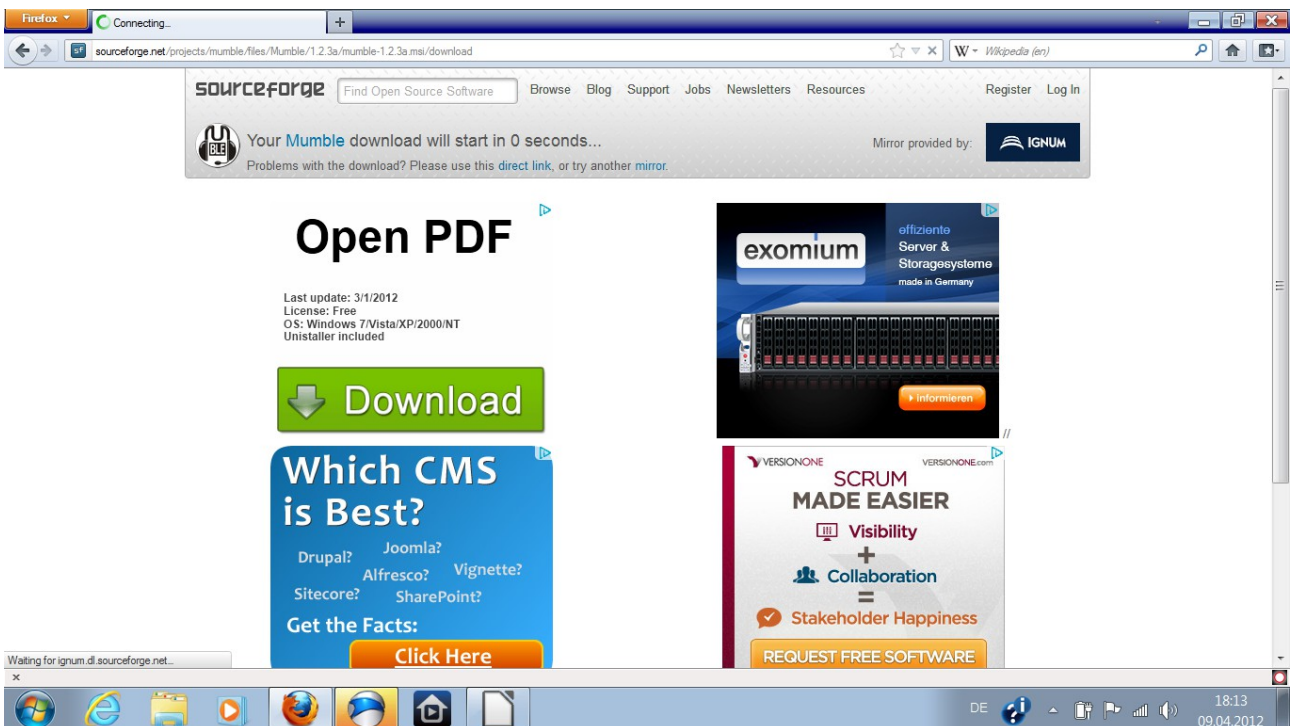 Firefox
Connecting...
sourceforge.net/projects/mumble/files/Mumble/1.2.3a/mumble-1.2.3a.msi/download
Wikipedia (en)
sourceforge
Find Open Source Software
Browse Blog Support Jobs Newsletters Resources
Register Log In
Your Mumble download will start in 0 seconds...
Problems with the download? Please use this direct link, or try another mirror.
Mirror provided by:
IGNUM
Open PDF
Last update: 3/1/2012
License: Free
OS: Windows 7/Vista/XP/2000/NT
Unistaller included
Download
exomium
effiziente
Server &
Storagesysteme
made in Germany
Informieren
//
Which CMS
is Best?
Drupal?
Joomla?
Alfresco?
Vignette?
Sitecore?
SharePoint?
Get the Facts:
Click Here
VERSIONONE
VERSIONONE.com
SCRUM
MADE EASIER
Visibility
+
Collaboration
=
Stakeholder Happiness
REQUEST FREE SOFTWARE
Waiting for ignum.dl.sourceforge.net...
DE
18:13
09.04.2012